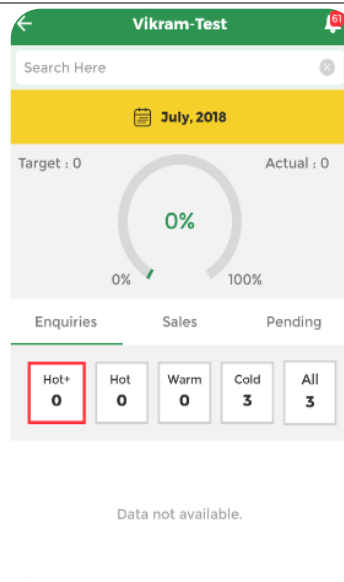 Vikram-Test
61
Search Here
July, 2018
Target : 0
Actual : 0
0%
0%
100%
Enquiries Sales Pending
Hot+ Hot Warm Cold All
0 0 0 3 3
Data not available.